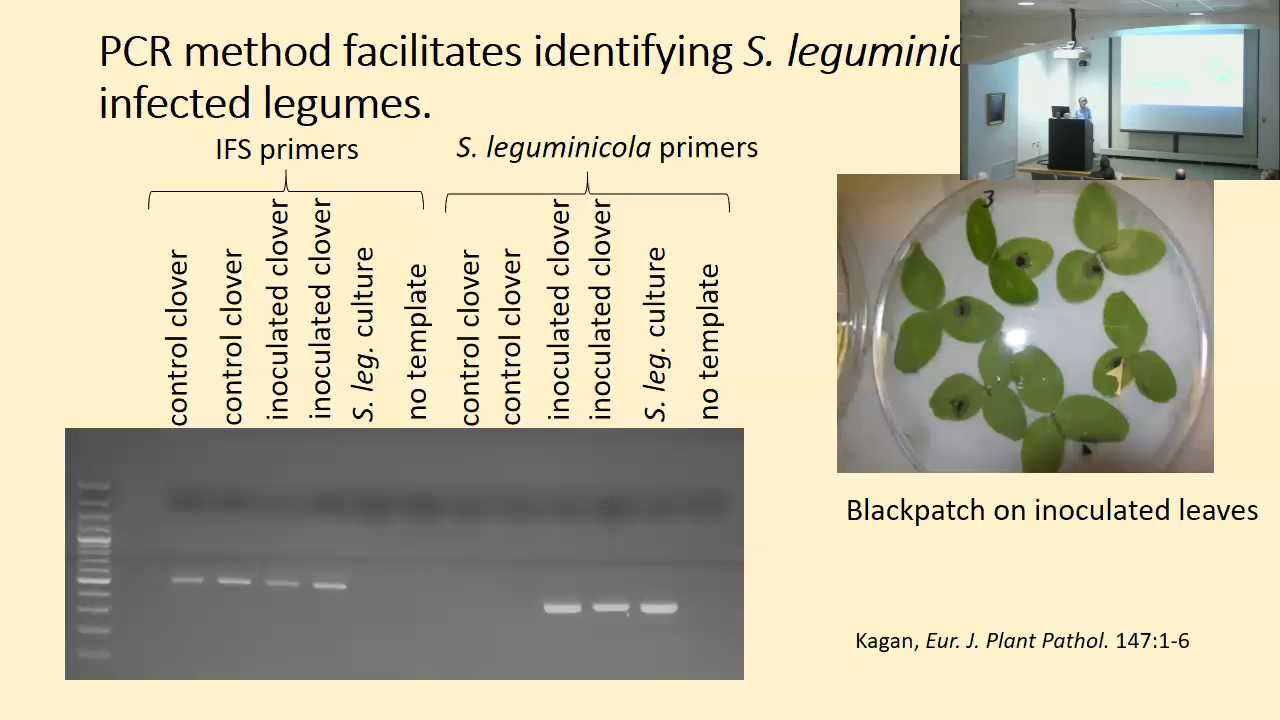 PCR method facilitates identifying S. leguminic
infected legumes.
IFS primers
S. leguminicola primers
control clover
control clover
inoculated clover
inoculated clover
S. leg. culture
no template
control clover
control clover
inoculated clover
inoculated clover
S. leg. culture
no template
3
Blackpatch on inoculated leaves
Kagan, Eur. J. Plant Pathol. 147:1-6